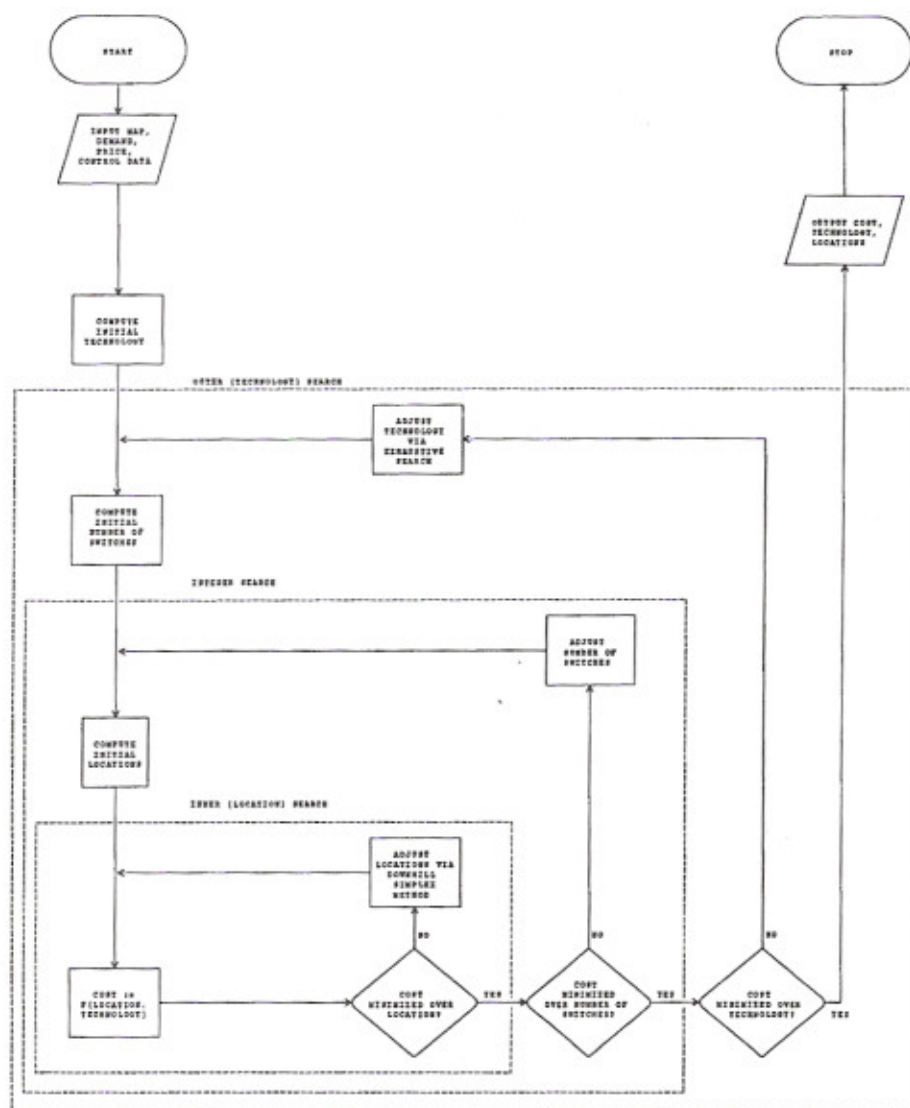 START
STOP
INPUT MAP,
DEMAND,
PRICE,
CONTROL DATA
OUTPUT COST,
TECHNOLOGY,
LOCATIONS
COMPUTE
INITIAL
TECHNOLOGY
OUTER (TECHNOLOGY) SEARCH
ADJUST
TECHNOLOGY
VIA
EXHAUSTIVE
SEARCH
COMPUTE
INITIAL
NUMBER OF
SWITCHES
INTEGER SEARCH
ADJUST
NUMBER OF
SWITCHES
COMPUTE
INITIAL
LOCATIONS
INNER (LOCATION) SEARCH
ADJUST
LOCATIONS VIA
DOWNHILL
SIMPLEX
METHOD
NO
NO
NO
COST =
F(LOCATION,
TECHNOLOGY)
COST
MINIMIZED OVER
LOCATION?
YES
COST
MINIMIZED
OVER NUMBER OF
SWITCHES?
YES
COST
MINIMIZED OVER
TECHNOLOGY?
YES